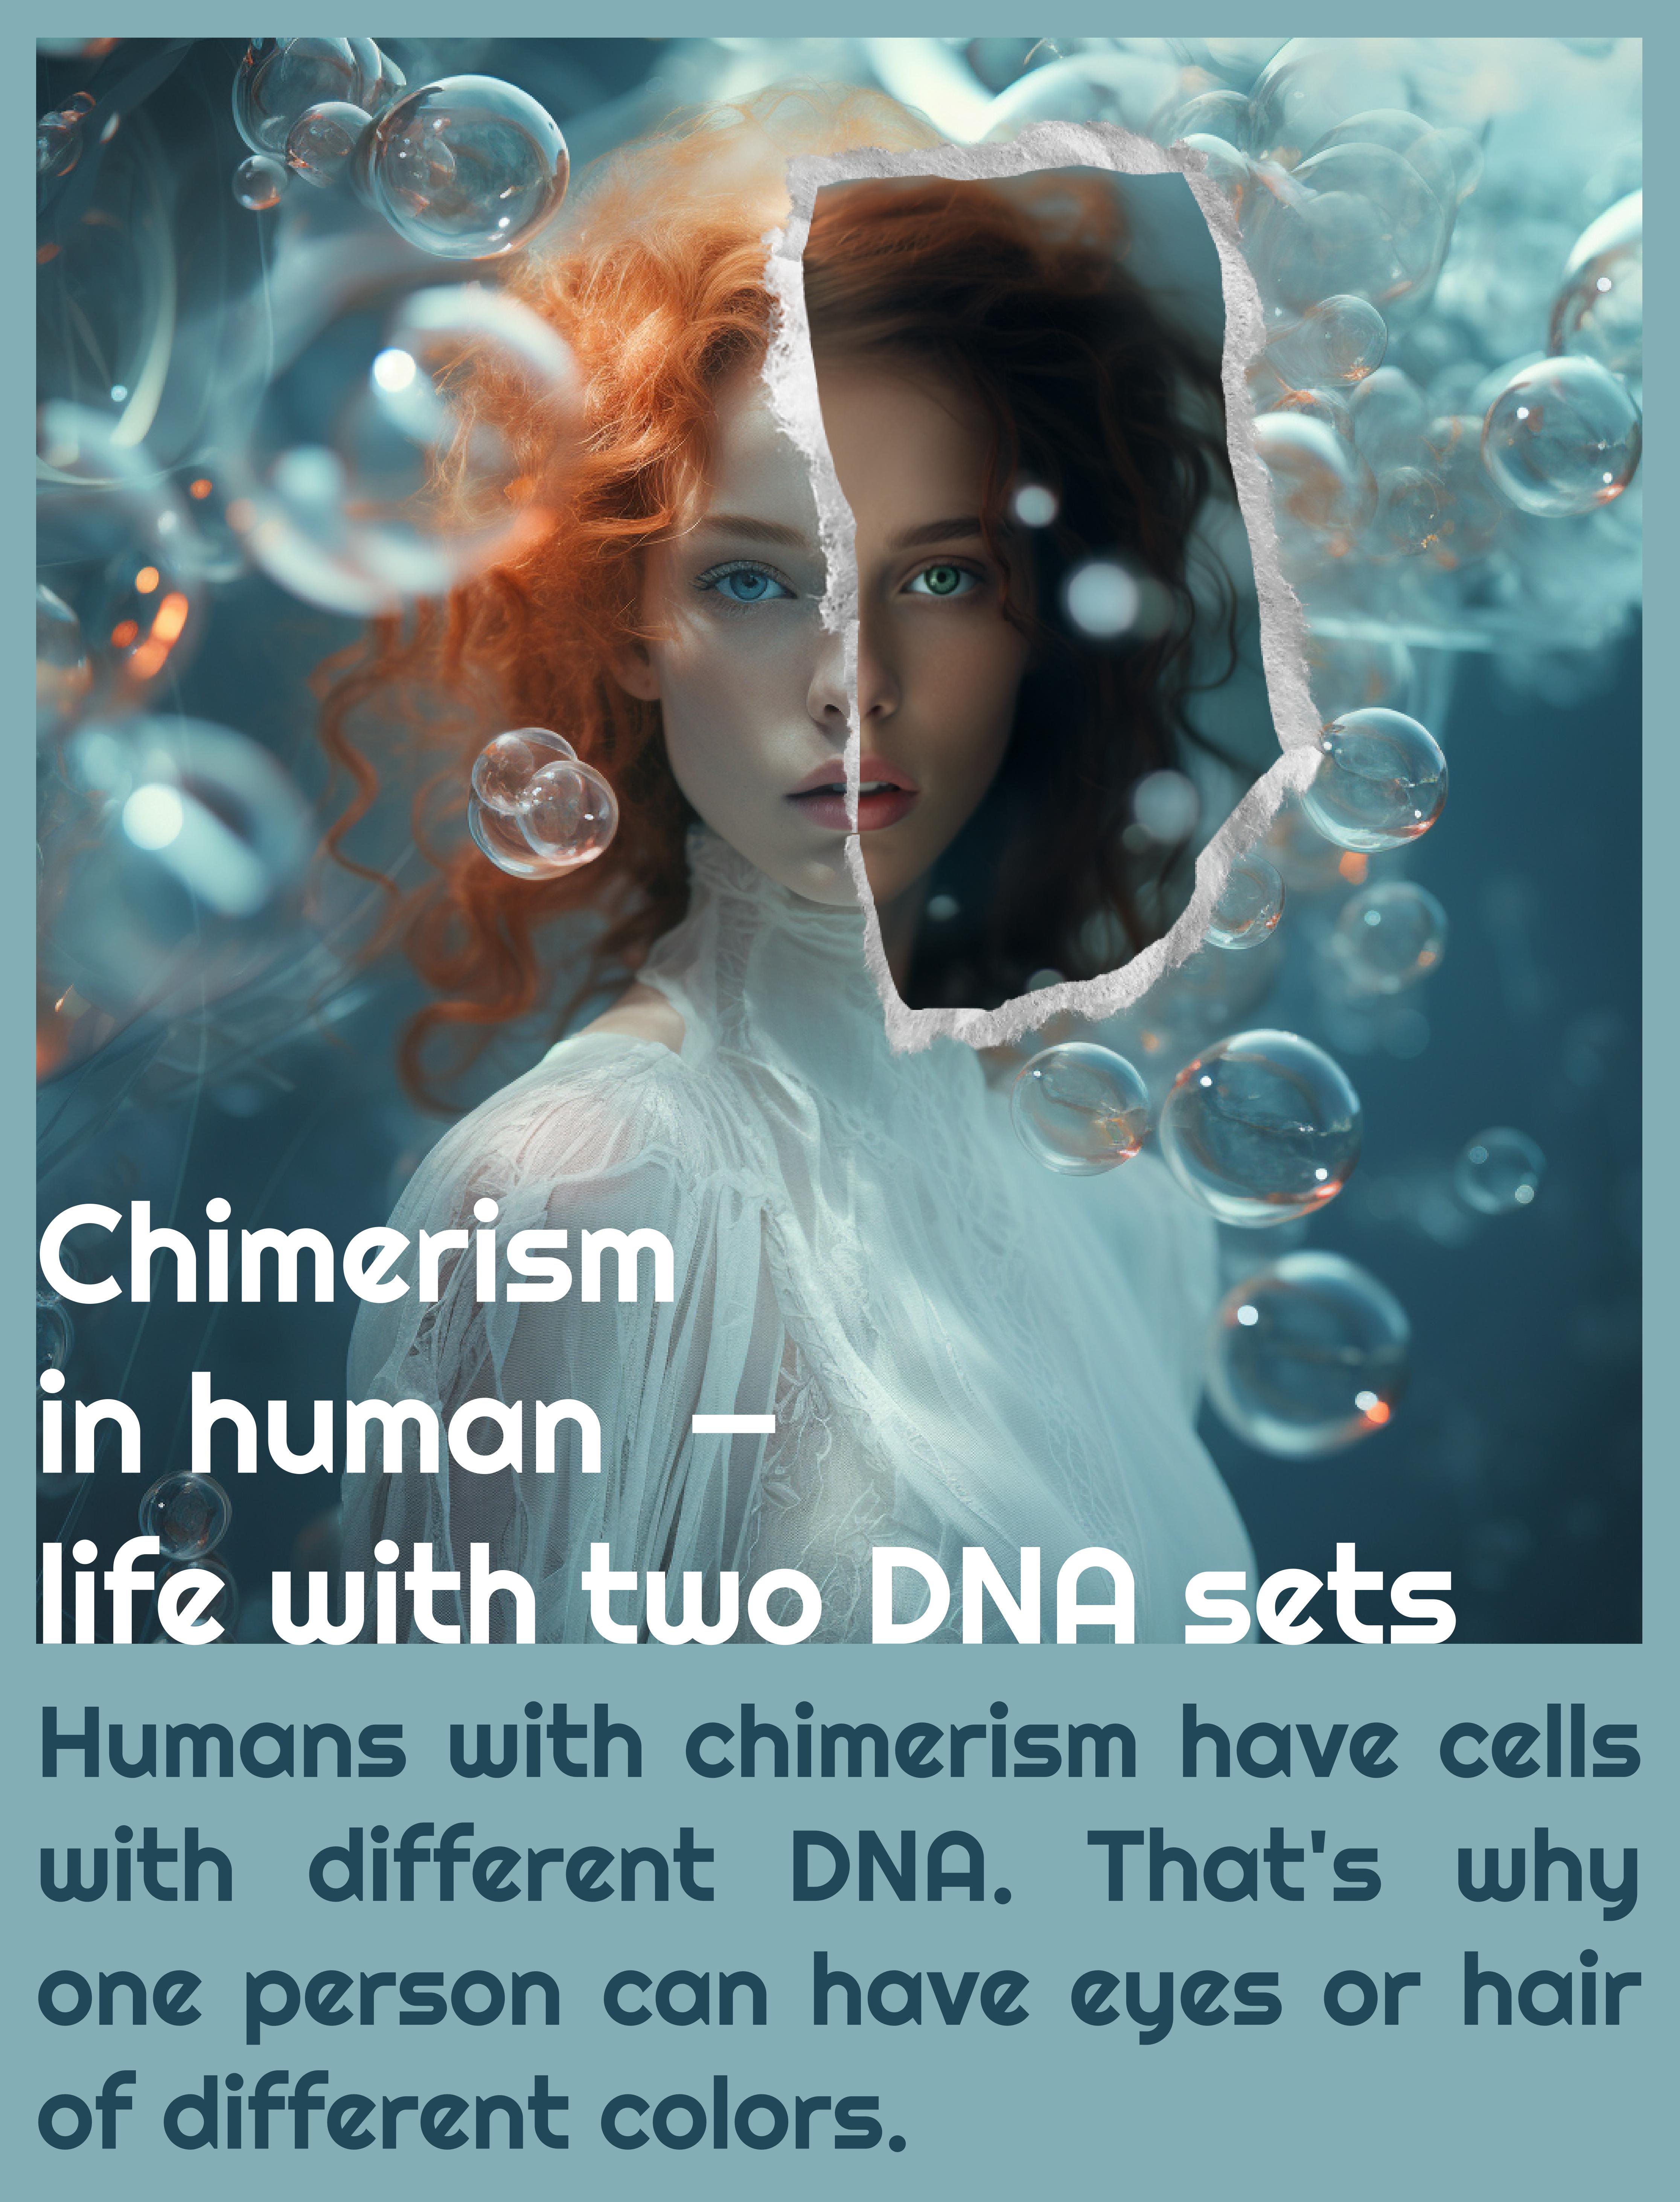 Chimerism
in human –
life with two DNA sets
Humans with chimerism have cells
with different DNA. That's why
one person can have eyes or hair
of different colors.